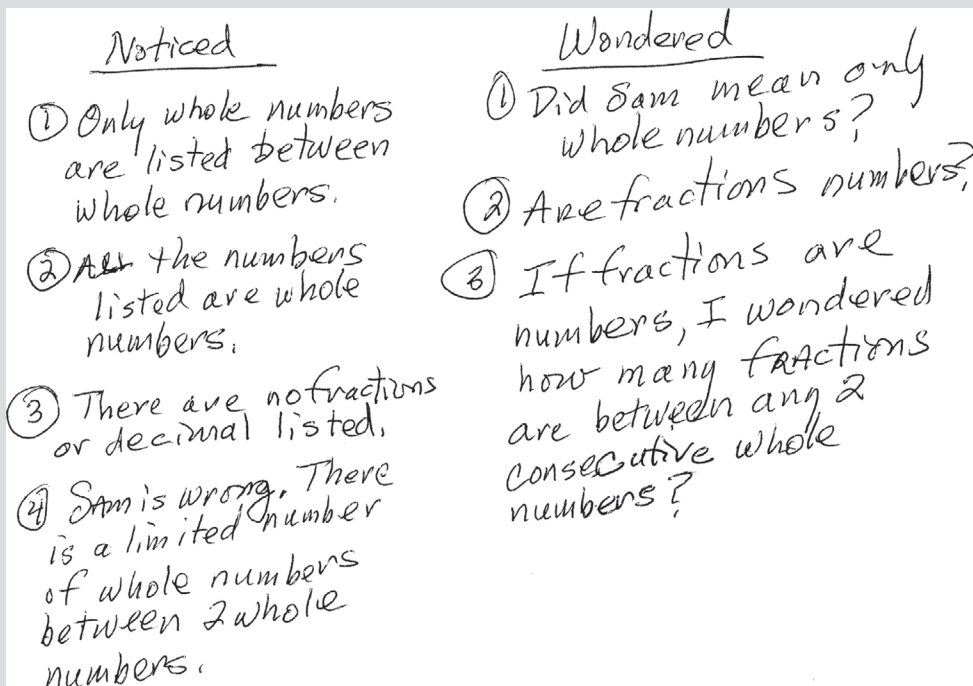 Noticed
① Only whole numbers
are listed between
whole numbers.
② All the numbers
listed are whole
numbers.
③ There are no fractions
or decimal listed.
④ Sam is wrong. There
is a limited number
of whole numbers
between 2 whole
numbers.
Wondered
① Did Sam mean only
whole numbers?
② Are fractions numbers?
③ If fractions are
numbers, I wondered
how many fractions
are between any 2
consecutive whole
numbers?